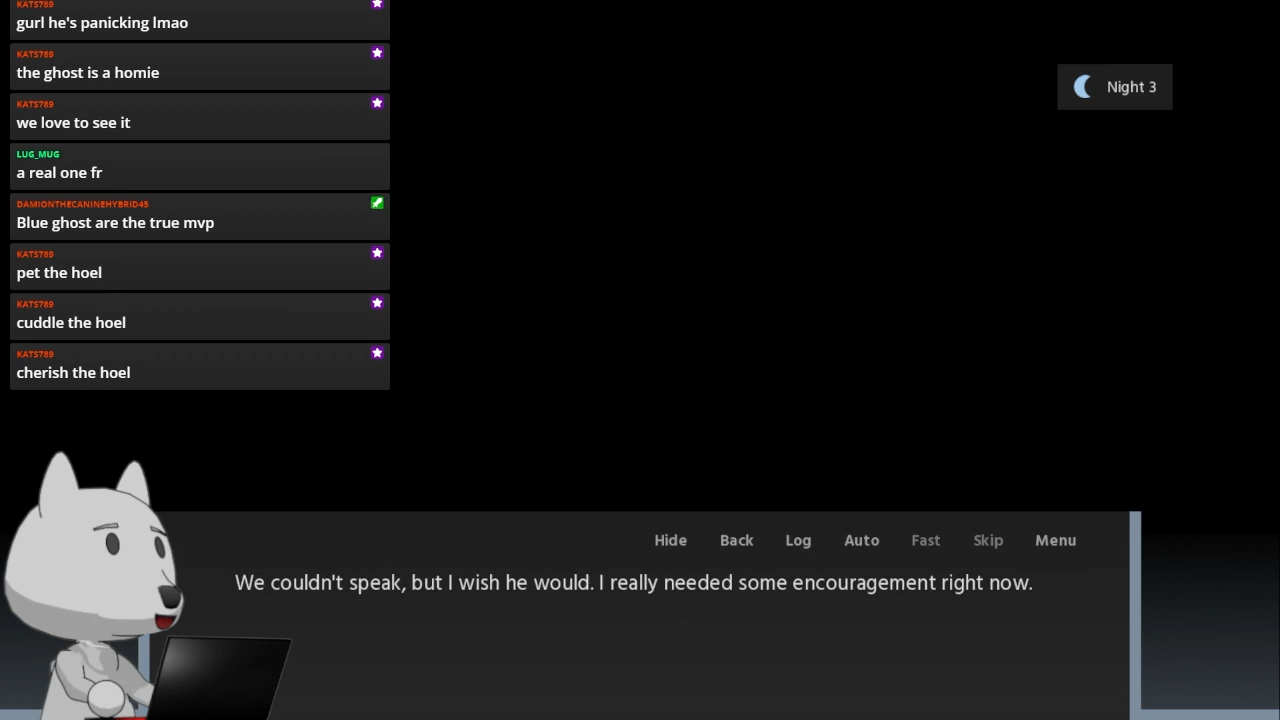 KATS789
gurl he's panicking lmao
KATS789
the ghost is a homie
KATS789
we love to see it
LUG_MUG
a real one fr
DAMIONTHECANINEHYBRID45
Blue ghost are the true mvp
KATS789
pet the hoel
KATS789
cuddle the hoel
KATS789
cherish the hoel
Night 3
Hide Back Log Auto Fast Skip Menu
We couldn't speak, but I wish he would. I really needed some encouragement right now.